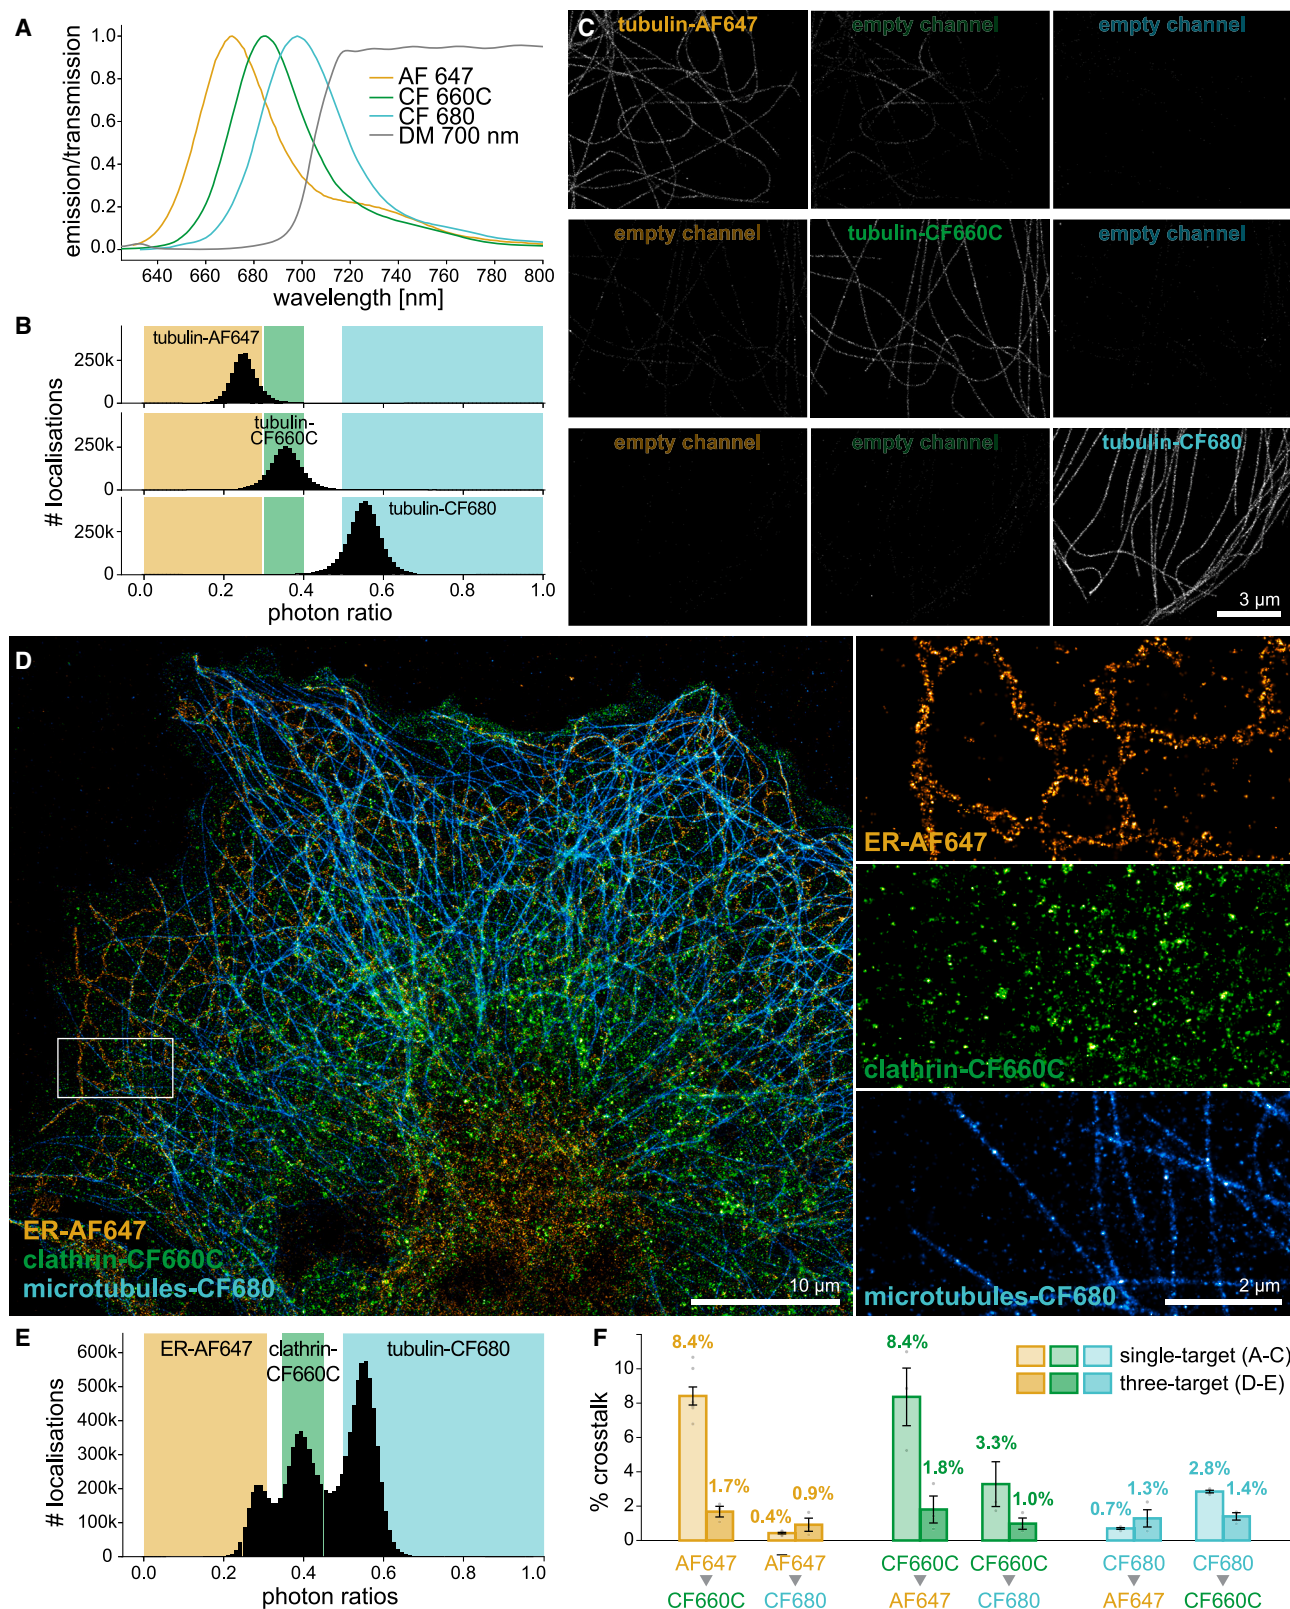 A
1.0
0.8
0.6
0.4
0.2
0.0
emission/transmission
AF 647
CF 660C
CF 680
DM 700 nm
640 660 680 700 720 740 760 780 800
wavelength [nm]
B
tubulin-AF647
250k
0
tubulin-
CF660C
250k
0
tubulin-CF680
250k
0
# localisations
0.0 0.2 0.4 0.6 0.8 1.0
photon ratio
C
tubulin-AF647 empty channel empty channel
empty channel tubulin-CF660C empty channel
empty channel empty channel tubulin-CF680
3 µm
D
ER-AF647
clathrin-CF660C
microtubules-CF680
10 µm
ER-AF647
clathrin-CF660C
microtubules-CF680
2 µm
E
600k
500k
400k
300k
200k
100k
0
# localisations
ER-AF647
clathrin-
CF660C
tubulin-CF680
0.0 0.2 0.4 0.6 0.8 1.0
photon ratios
F
% crosstalk
10
8
6
4
2
0
8.4%
1.7%
0.4%
0.9%
8.4%
1.8%
3.3%
1.0%
0.7%
1.3%
2.8%
1.4%
single-target (A-C)
three-target (D-E)
AF647 AF647 CF660C CF660C CF680 CF680
CF660C CF680 AF647 CF680 AF647 CF660C